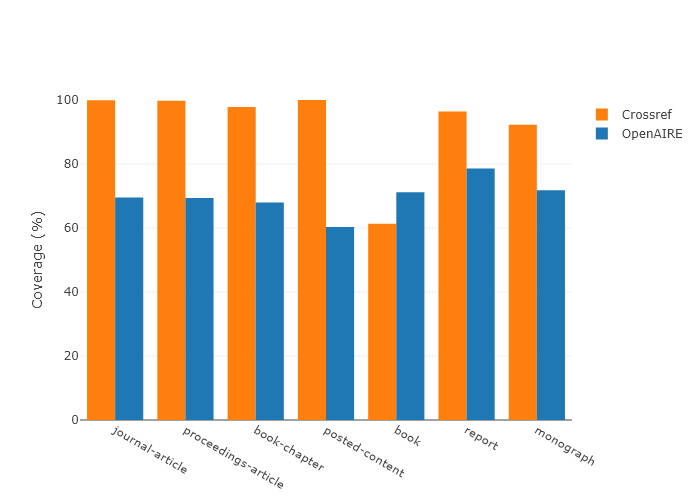 100
80
60
40
20
0
Coverage (%)
journal-article
proceedings-article
book-chapter
posted-content
book
report
monograph
Crossref
OpenAIRE